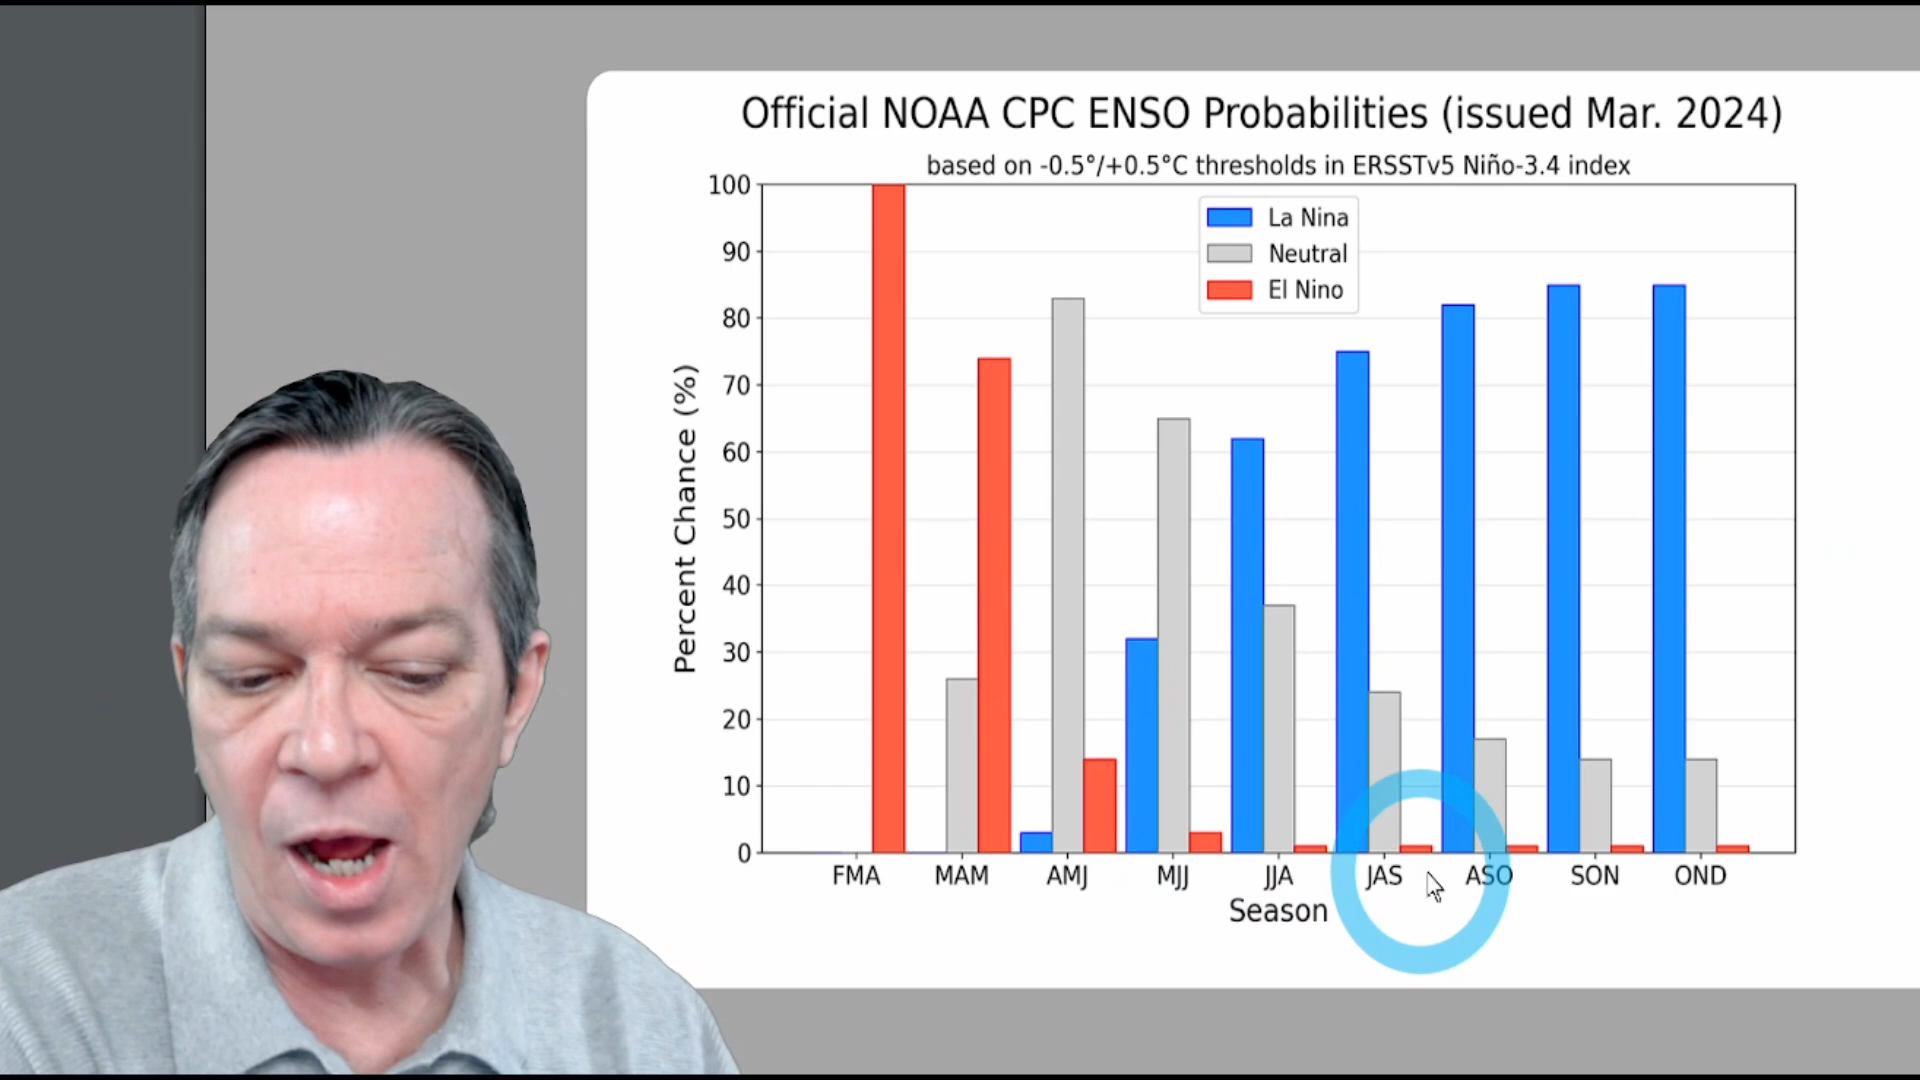 Official NOAA CPC ENSO Probabilities (issued Mar. 2024)
based on -0.5°/+0.5°C thresholds in ERSSTv5 Niño-3.4 index
La Nina
Neutral
El Nino
Percent Chance (%)
100
90
80
70
60
50
40
30
20
10
0
FMA MAM AMJ MJJ JJA JAS ASO SON OND
Season